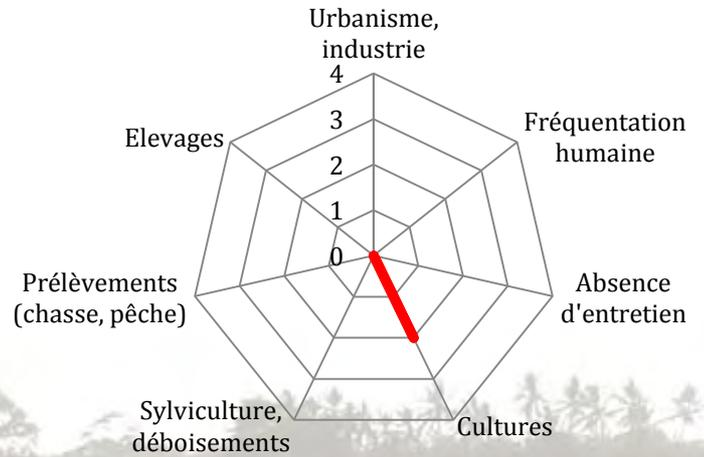 Urbanisme,
industrie
4
3
2
1
0
Fréquentation
humaine
Absence
d'entretien
Cultures
Sylviculture,
déboisements
Prélèvements
(chasse, pêche)
Elevages